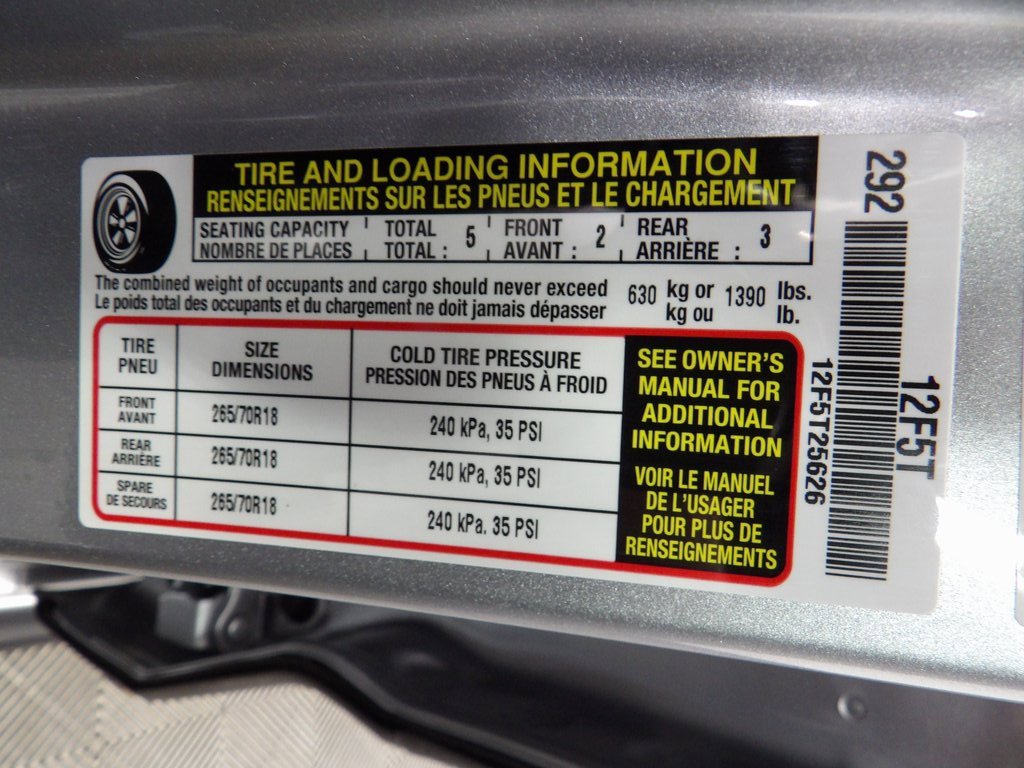 TIRE AND LOADING INFORMATION
RENSEIGNEMENTS SUR LES PNEUS ET LE CHARGEMENT
SEATING CAPACITY TOTAL 5 FRONT 2 REAR 3
NOMBRE DE PLACES TOTAL : AVANT : ARRIÈRE :
The combined weight of occupants and cargo should never exceed 630 kg or 1390 lbs.
Le poids total des occupants et du chargement ne doit jamais dépasser kg ou lb.
TIRE SIZE COLD TIRE PRESSURE
PNEU DIMENSIONS PRESSION DES PNEUS À FROID
FRONT
AVANT 265/70R18 240 kPa, 35 PSI
REAR
ARRIÈRE 265/70R18 240 kPa, 35 PSI
SPARE
DE SECOURS 265/70R18 240 kPa. 35 PSI
SEE OWNER'S
MANUAL FOR
ADDITIONAL
INFORMATION
VOIR LE MANUEL
DE L'USAGER
POUR PLUS DE
RENSEIGNEMENTS
292
12F5T25626
12F5T